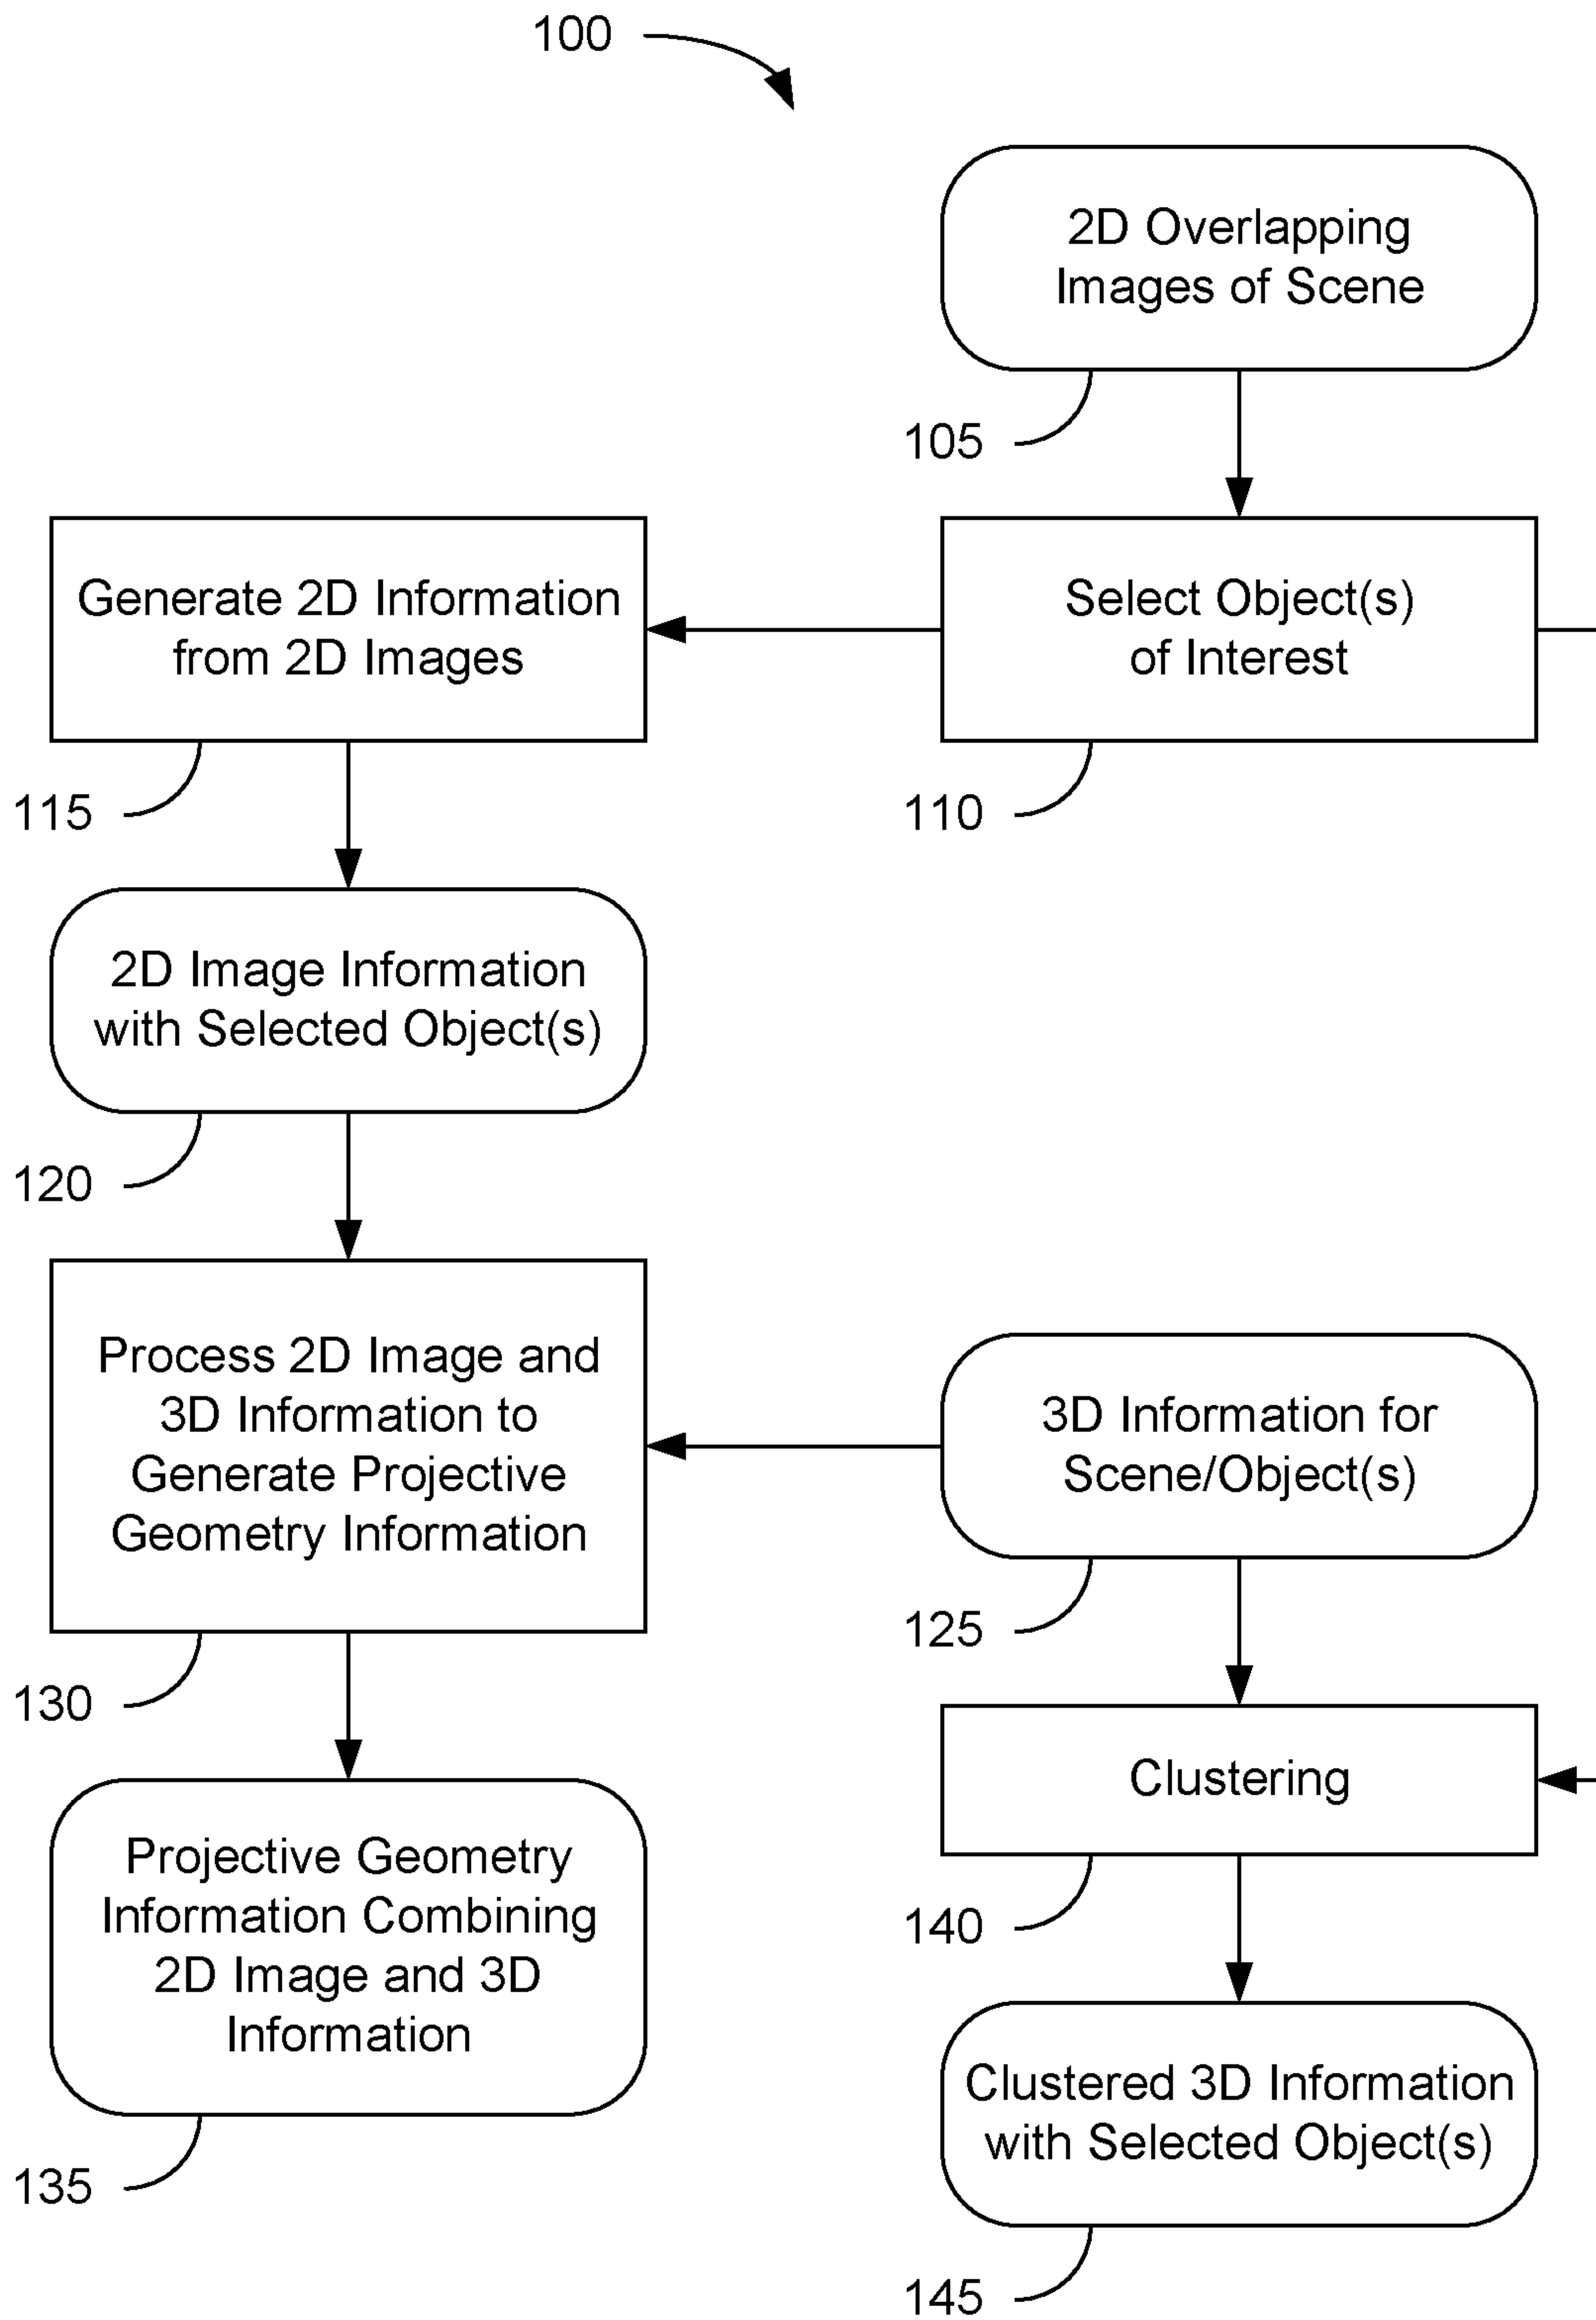 100
2D Overlapping
Images of Scene
105
Generate 2D Information
from 2D Images
115
Select Object(s)
of Interest
110
2D Image Information
with Selected Object(s)
120
Process 2D Image and
3D Information to
Generate Projective
Geometry Information
130
3D Information for
Scene/Object(s)
125
Clustering
140
Projective Geometry
Information Combining
2D Image and 3D
Information
135
Clustered 3D Information
with Selected Object(s)
145